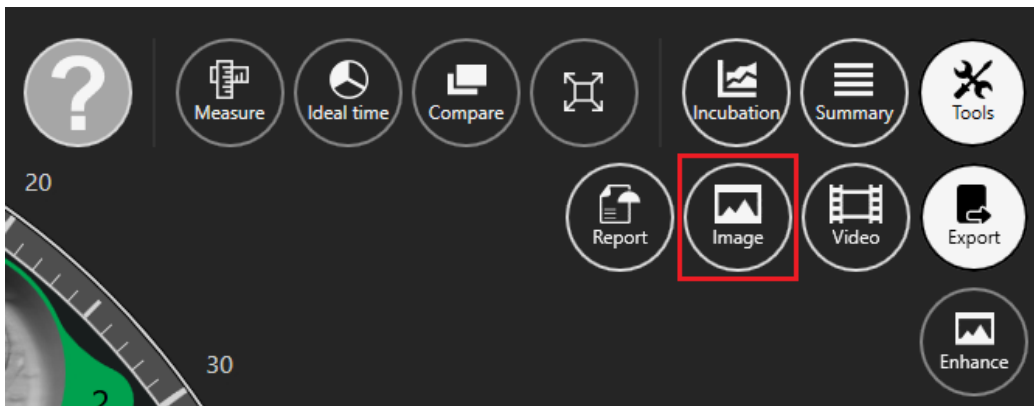 ?
Measure
Ideal time
Compare
Incubation
Summary
Tools
20
Report
Image
Video
Export
30
Enhance
2